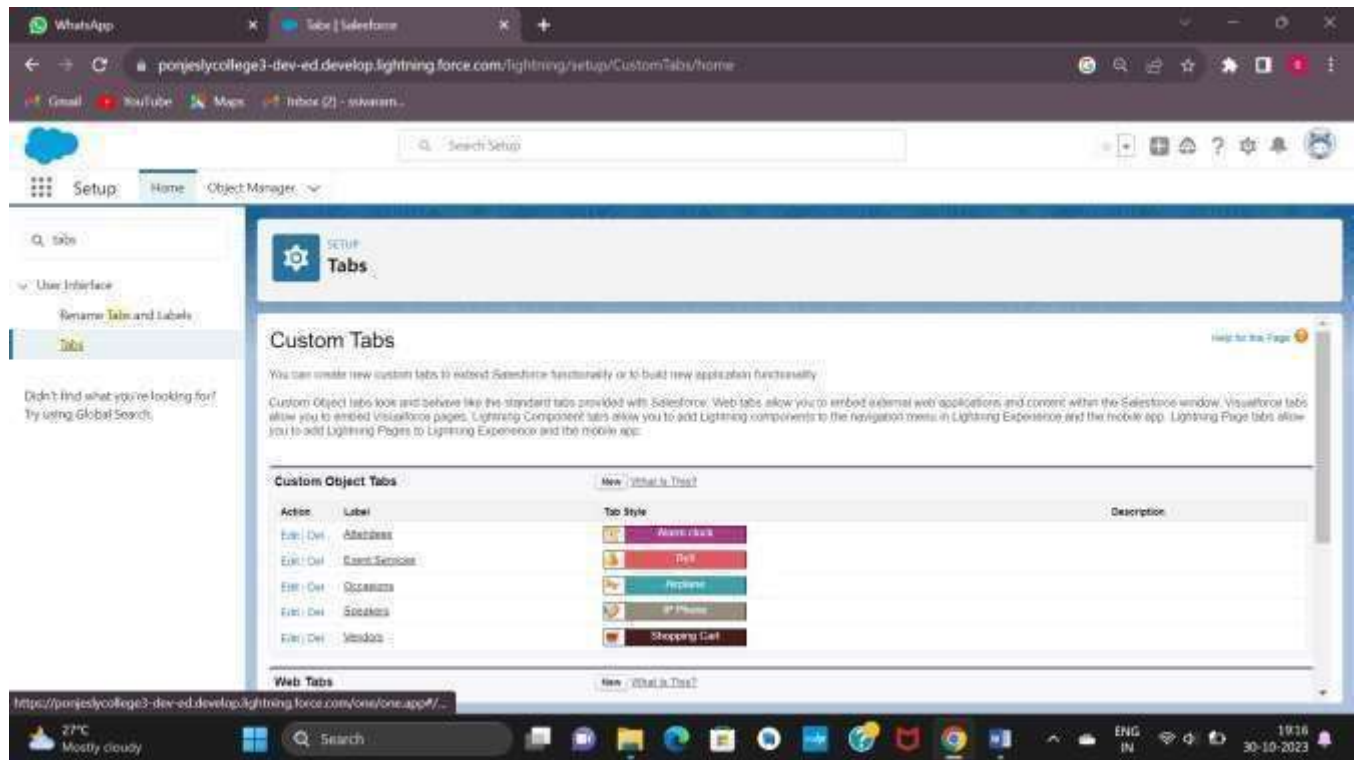 WhatsApp
Tabs | Salesforce
ponjeslycollege3-dev-ed.develop.lightning.force.com/lightning/setup/CustomTabs/home
Gmail
YouTube
Maps
Inbox (2) - ssivaram...
Search Setup
Setup
Home
Object Manager
tabs
User Interface
Rename Tabs and Labels
Tabs
Didn't find what you're looking for?
Try using Global Search.
SETUP
Tabs
Custom Tabs
Help for this Page
You can create new custom tabs to extend Salesforce functionality or to build new application functionality.
Custom Object tabs look and behave like the standard tabs provided with Salesforce. Web tabs allow you to embed external web applications and content within the Salesforce window. Visualforce tabs
allow you to embed Visualforce pages. Lightning Component tabs allow you to add Lightning components to the navigation menu in Lightning Experience and the mobile app. Lightning Page tabs allow
you to add Lightning Pages to Lightning Experience and the mobile app.
Custom Object Tabs New What Is This?
Action Label Tab Style Description
Edit | Del Attendees Alarm clock
Edit | Del Event Services Bell
Edit | Del Occasions Airplane
Edit | Del Speakers IP Phone
Edit | Del Vendors Shopping Cart
Web Tabs New What Is This?
https://ponjeslycollege3-dev-ed.develop.lightning.force.com/one/one.app#/...
27°C
Mostly cloudy
Search
ENG
IN
19:16
30-10-2023